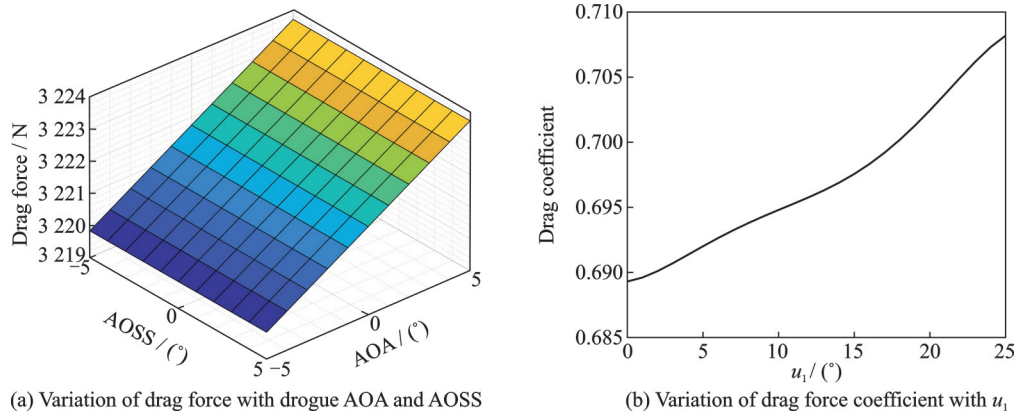 3 224
3 223
3 222
3 221
3 220
3 219
Drag force / N
−5
0
5
AOSS / (°)
−5
0
5
AOA / (°)
(a) Variation of drag force with drogue AOA and AOSS
0.710
0.705
0.700
0.695
0.690
0.685
Drag coefficient
0 5 10 15 20 25
u₁ / (°)
(b) Variation of drag force coefficient with u₁